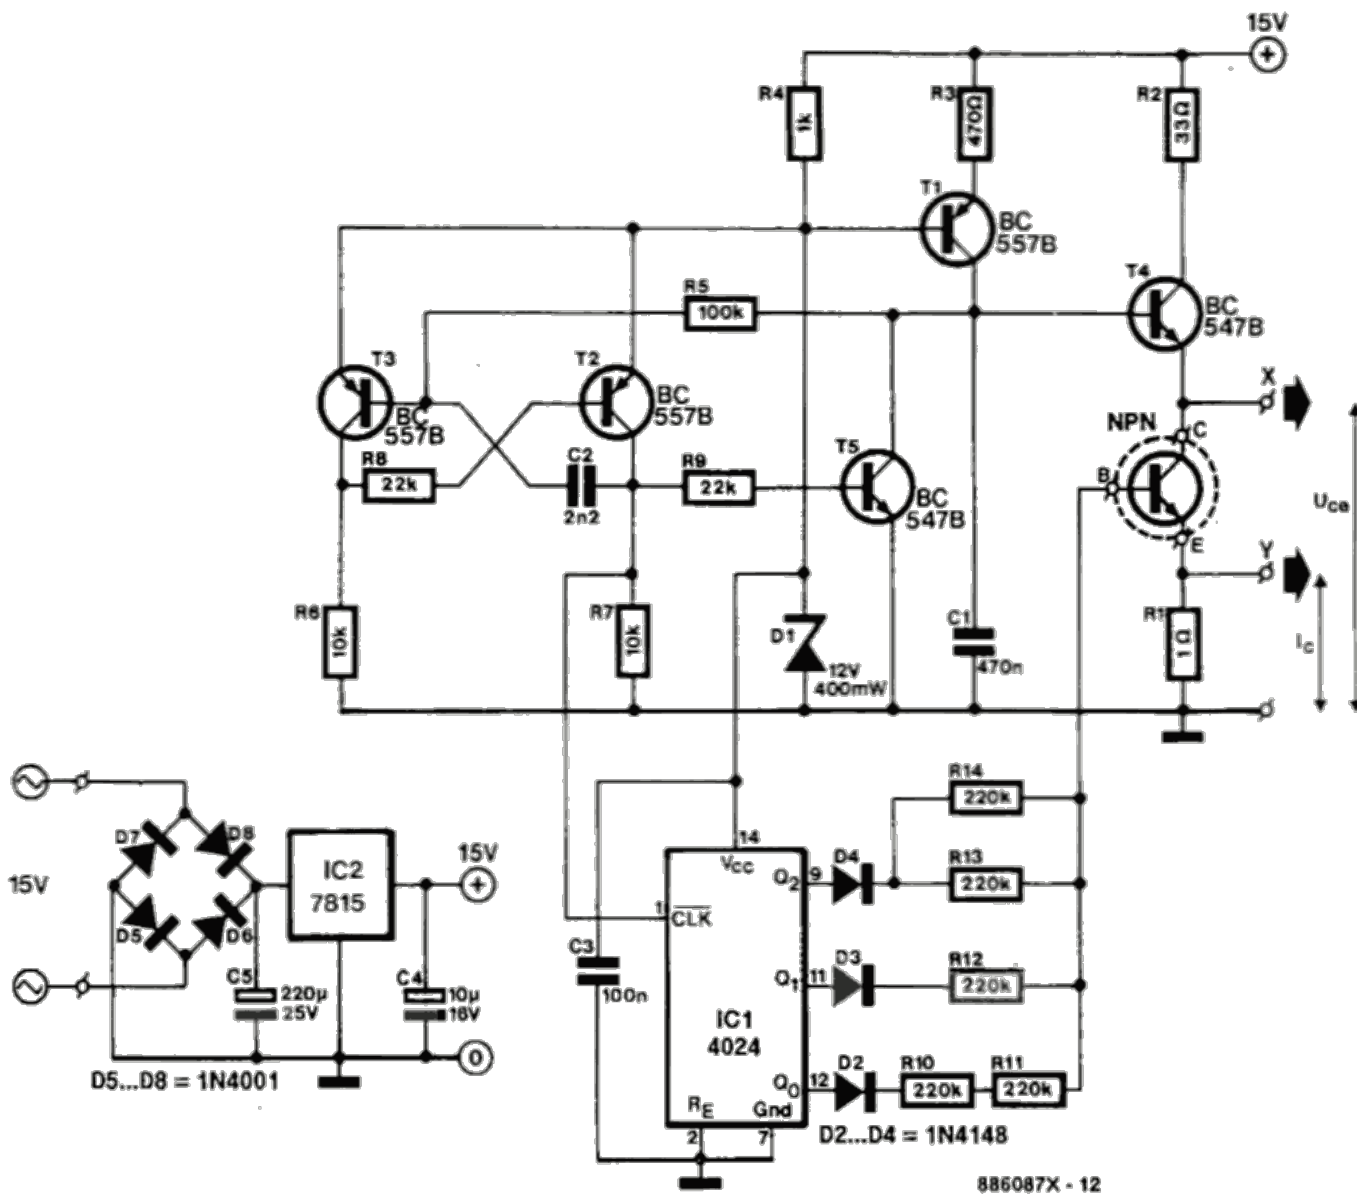 15V
+
R4
1k
R3
470Ω
R2
33Ω
T1
BC
557B
T4
BC
547B
R5
100k
T3
BC
557B
T2
BC
557B
X
NPN
C
B
E
Uce
R8
22k
C2
2n2
R9
22k
T5
BC
547B
Y
R6
10k
R7
10k
D1
12V
400mW
C1
470n
R1
1Ω
IC
15V
D7
D8
D5
D6
IC2
7815
15V
+
C5
220µ
25V
C4
10µ
16V
0
D5...D8 = 1N4001
C3
100n
14
VCC
1
CLK
IC1
4024
Q2
9
Q1
11
Q0
12
RE
2
Gnd
7
D4
D3
D2
R14
220k
R13
220k
R12
220k
R10
220k
R11
220k
D2...D4 = 1N4148
886087X - 12